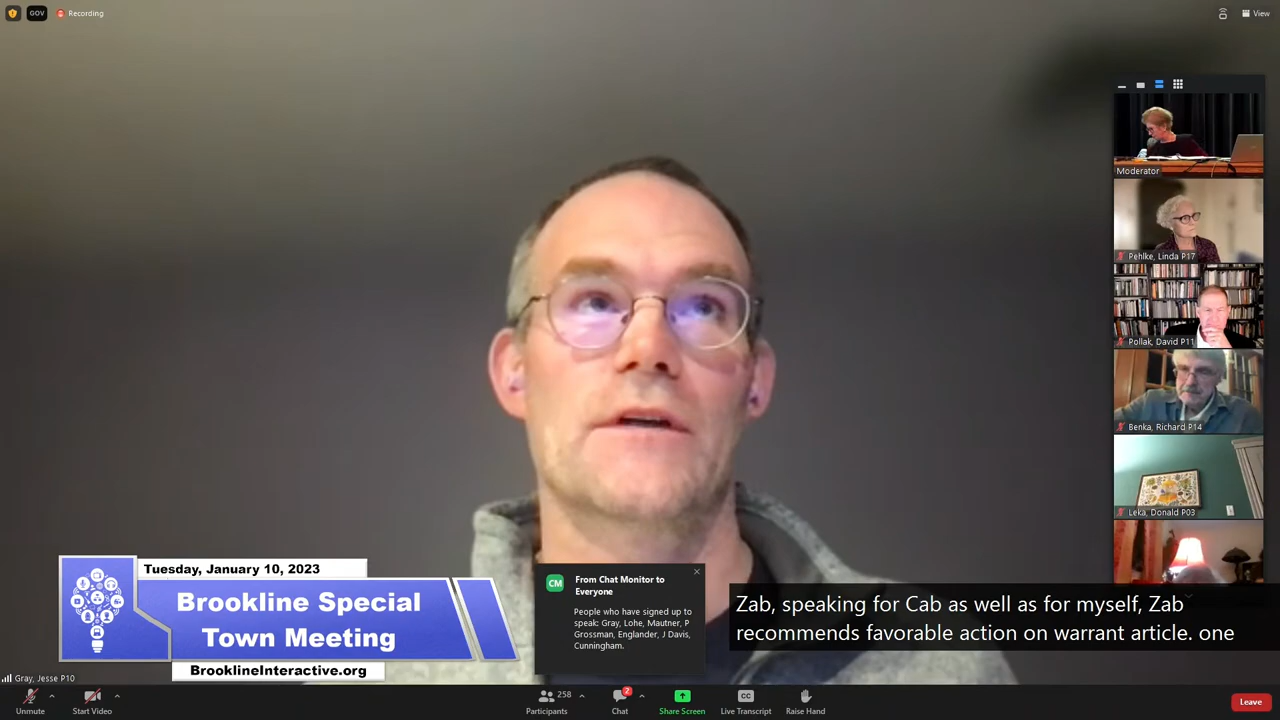 GOV
Recording
View
Moderator
Pehlke, Linda P17
Pollak, David P11
Benka, Richard P14
Leka, Donald P03
Tuesday, January 10, 2023
Brookline Special
Town Meeting
BrooklineInteractive.org
CM
From Chat Monitor to
Everyone
People who have signed up to
speak: Gray, Lohe, Mautner, P
Grossman, Englander, J Davis,
Cunningham.
Zab, speaking for Cab as well as for myself, Zab
recommends favorable action on warrant article. one
Gray, Jesse P10
Unmute
Start Video
258
Participants
2
Chat
Share Screen
CC
Live Transcript
Raise Hand
Leave